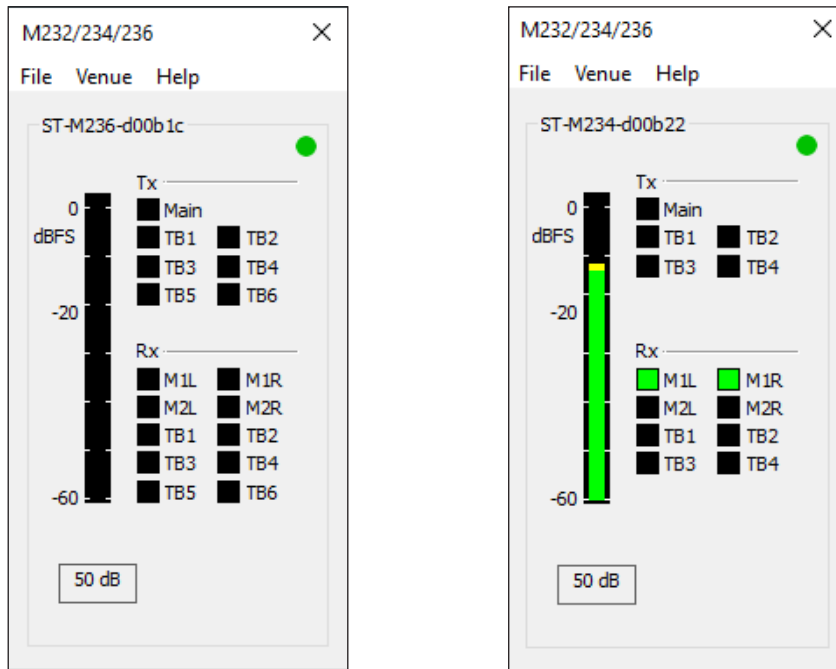 M232/234/236
File Venue Help
ST-M236-d00b1c
Tx
0
Main
dBFS
TB1 TB2
TB3 TB4
TB5 TB6
-20
Rx
M1L M1R
M2L M2R
TB1 TB2
TB3 TB4
-60
TB5 TB6
50 dB
M232/234/236
File Venue Help
ST-M234-d00b22
Tx
0
Main
dBFS
TB1 TB2
TB3 TB4
-20
Rx
M1L M1R
M2L M2R
TB1 TB2
TB3 TB4
-60
50 dB